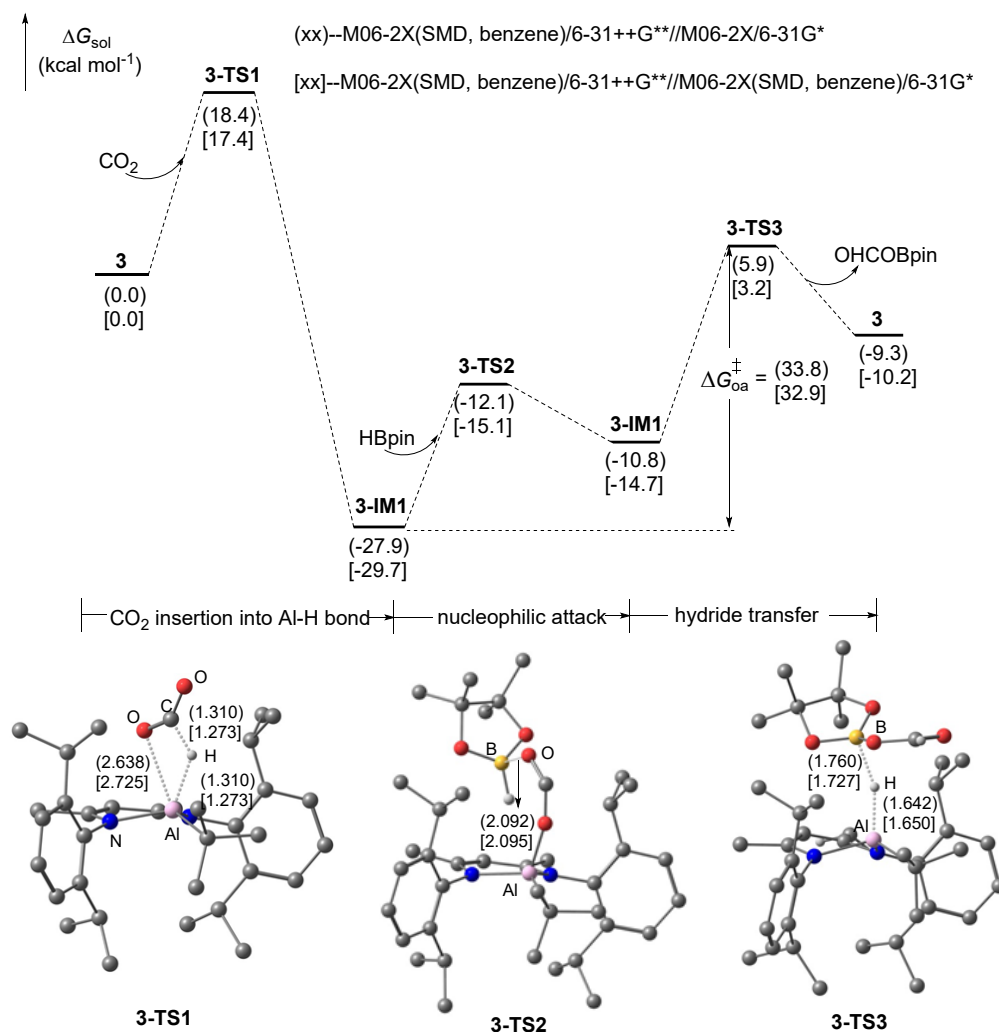 ΔGsol
(kcal mol-1)
(xx)--M06-2X(SMD, benzene)/6-31++G**//M06-2X/6-31G*
[xx]--M06-2X(SMD, benzene)/6-31++G**//M06-2X(SMD, benzene)/6-31G*
3-TS1
(18.4)
[17.4]
CO2
3
(0.0)
[0.0]
3-TS3
(5.9)
[3.2]
OHCOBpin
3
(-9.3)
[-10.2]
ΔG‡oa = (33.8)
[32.9]
3-TS2
(-12.1)
[-15.1]
HBpin
3-IM1
(-10.8)
[-14.7]
3-IM1
(-27.9)
[-29.7]
CO2 insertion into Al-H bond
nucleophilic attack
hydride transfer
O
C
O
(1.310)
[1.273]
H
(2.638)
[2.725]
(1.310)
[1.273]
Al
N
3-TS1
B
O
(2.092)
[2.095]
Al
3-TS2
B
(1.760)
[1.727]
H
(1.642)
[1.650]
Al
3-TS3